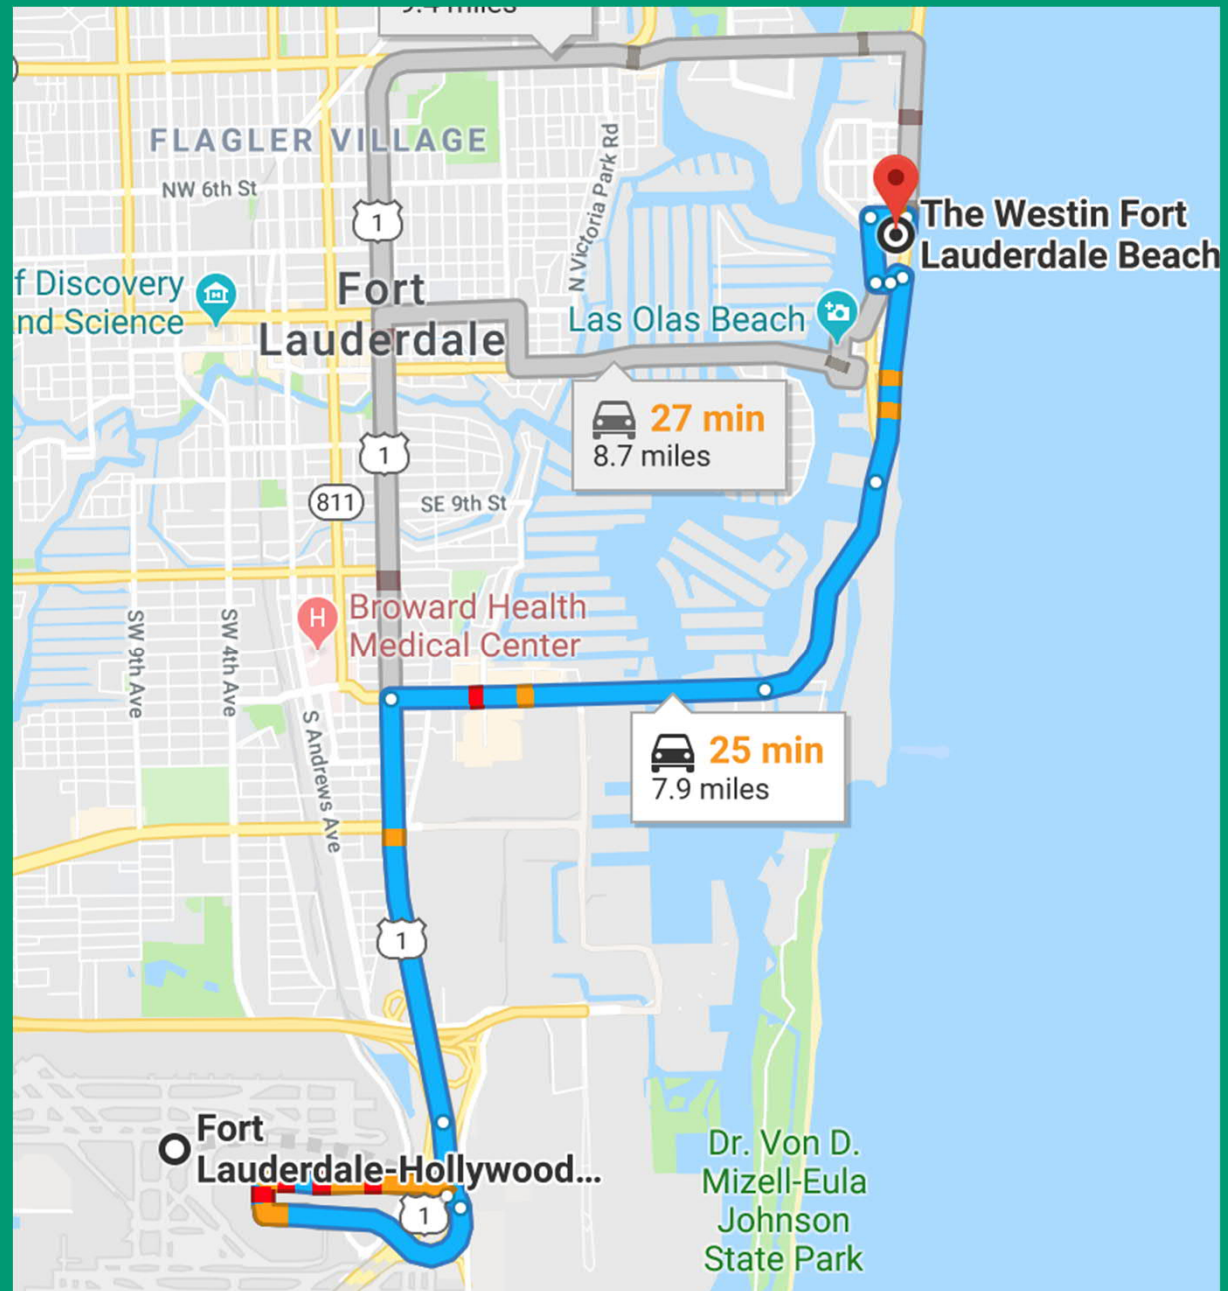 9.4 miles
FLAGLER VILLAGE
NW 6th St
N Victoria Park Rd
1
The Westin Fort
Lauderdale Beach
f Discovery
nd Science
Fort
Lauderdale
Las Olas Beach
27 min
8.7 miles
1
811
SE 9th St
Broward Health
Medical Center
H
SW 9th Ave
SW 4th Ave
S Andrews Ave
25 min
7.9 miles
1
Fort
Lauderdale-Hollywood...
1
Dr. Von D.
Mizell-Eula
Johnson
State Park